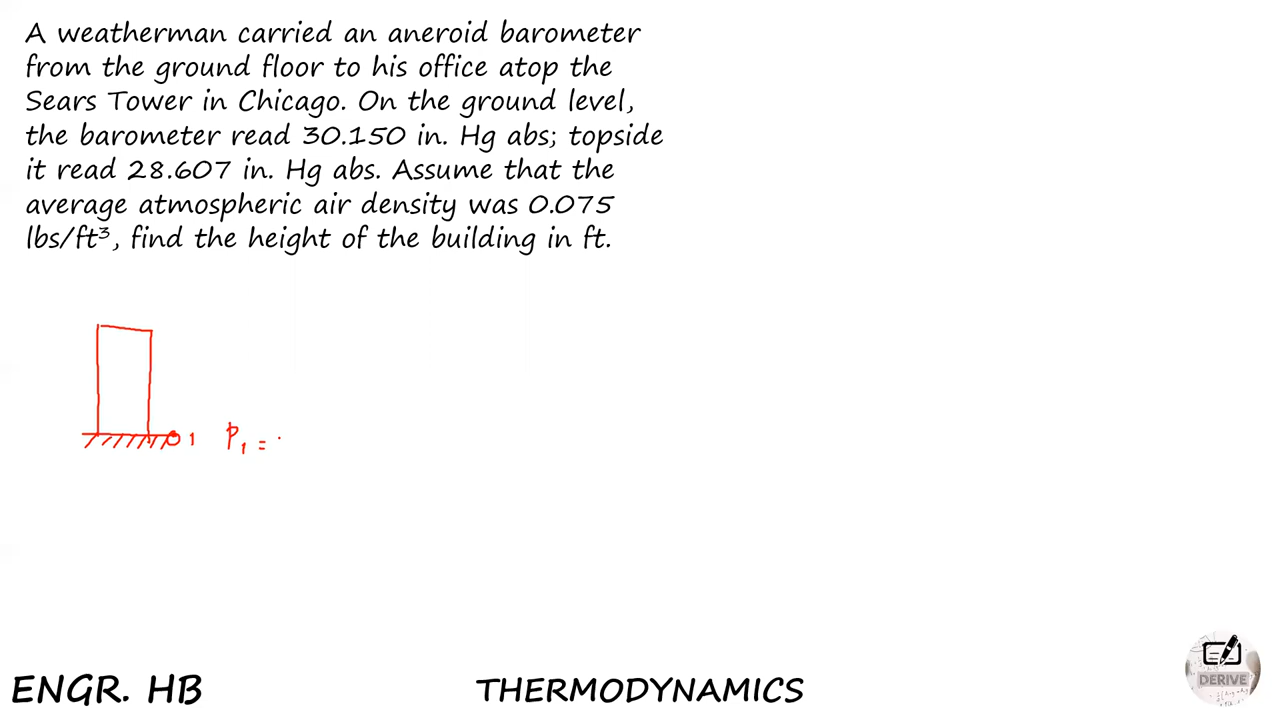 A weatherman carried an aneroid barometer
from the ground floor to his office atop the
Sears Tower in Chicago. On the ground level,
the barometer read 30.150 in. Hg abs; topside
it read 28.607 in. Hg abs. Assume that the
average atmospheric air density was 0.075
lbs/ft³, find the height of the building in ft.
1 P₁ =
ENGR. HB
THERMODYNAMICS
DERIVE